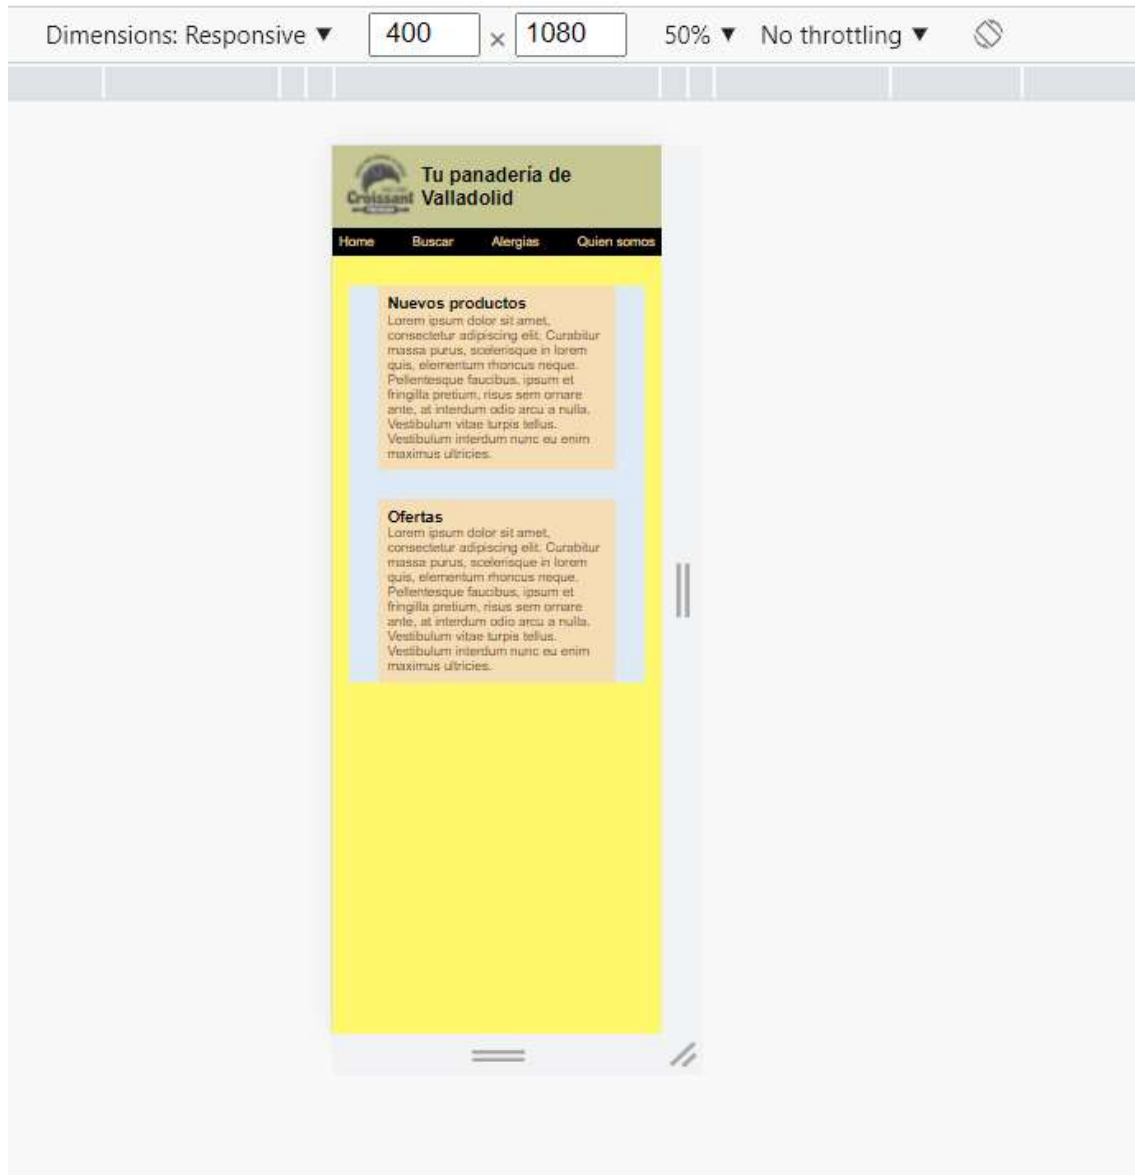 Dimensions: Responsive ▼ 400 × 1080 50% ▼ No throttling ▼
Tu panadería de
Valladolid
Croissant
Home Buscar Alergias Quien somos
Nuevos productos
Lorem ipsum dolor sit amet,
consectetur adipiscing elit. Curabitur
massa purus, scelerisque in lorem
quis, elementum rhoncus neque.
Pellentesque faucibus, ipsum et
fringilla pretium, risus sem ornare
ante, at interdum odio arcu a nulla.
Vestibulum vitae turpis tellus.
Vestibulum interdum nunc eu enim
maximus ultricies.
Ofertas
Lorem ipsum dolor sit amet,
consectetur adipiscing elit. Curabitur
massa purus, scelerisque in lorem
quis, elementum rhoncus neque.
Pellentesque faucibus, ipsum et
fringilla pretium, risus sem ornare
ante, at interdum odio arcu a nulla.
Vestibulum vitae turpis tellus.
Vestibulum interdum nunc eu enim
maximus ultricies.